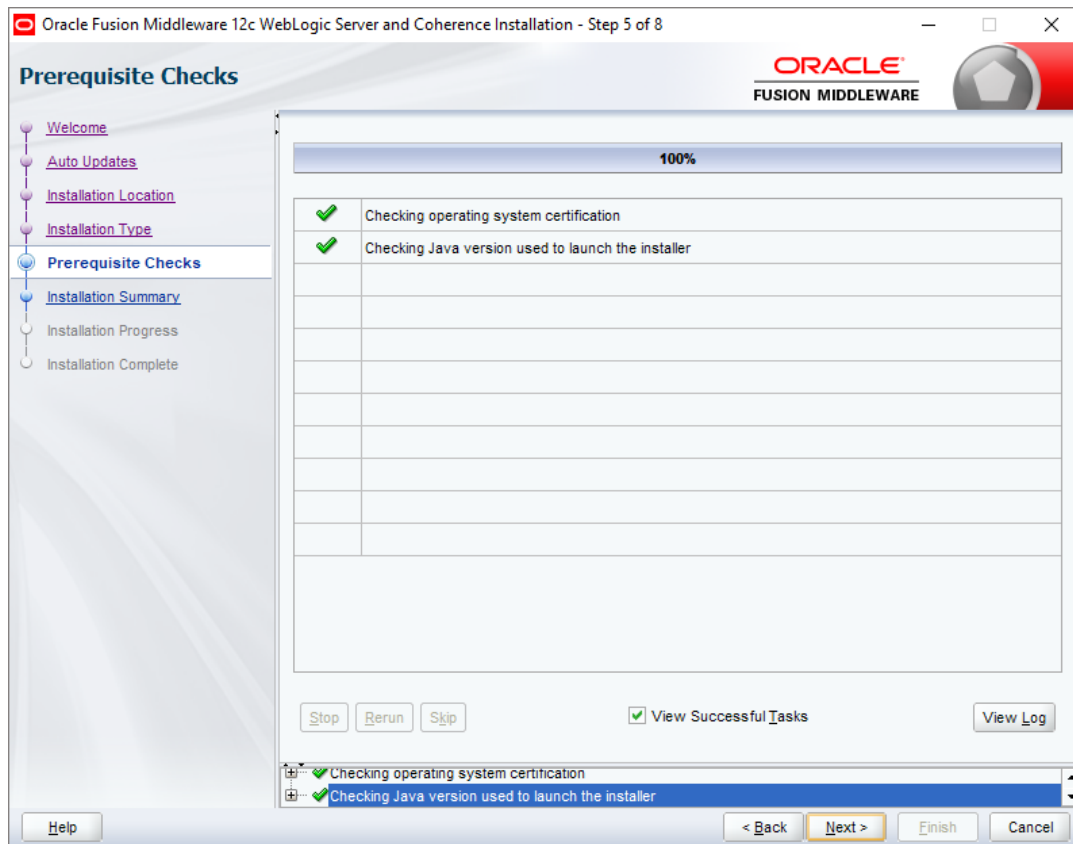 Oracle Fusion Middleware 12c WebLogic Server and Coherence Installation - Step 5 of 8
Prerequisite Checks
ORACLE
FUSION MIDDLEWARE
Welcome
Auto Updates
Installation Location
Installation Type
Prerequisite Checks
Installation Summary
Installation Progress
Installation Complete
100%
Checking operating system certification
Checking Java version used to launch the installer
Stop Rerun Skip View Successful Tasks View Log
Checking operating system certification
Checking Java version used to launch the installer
Help < Back Next > Finish Cancel